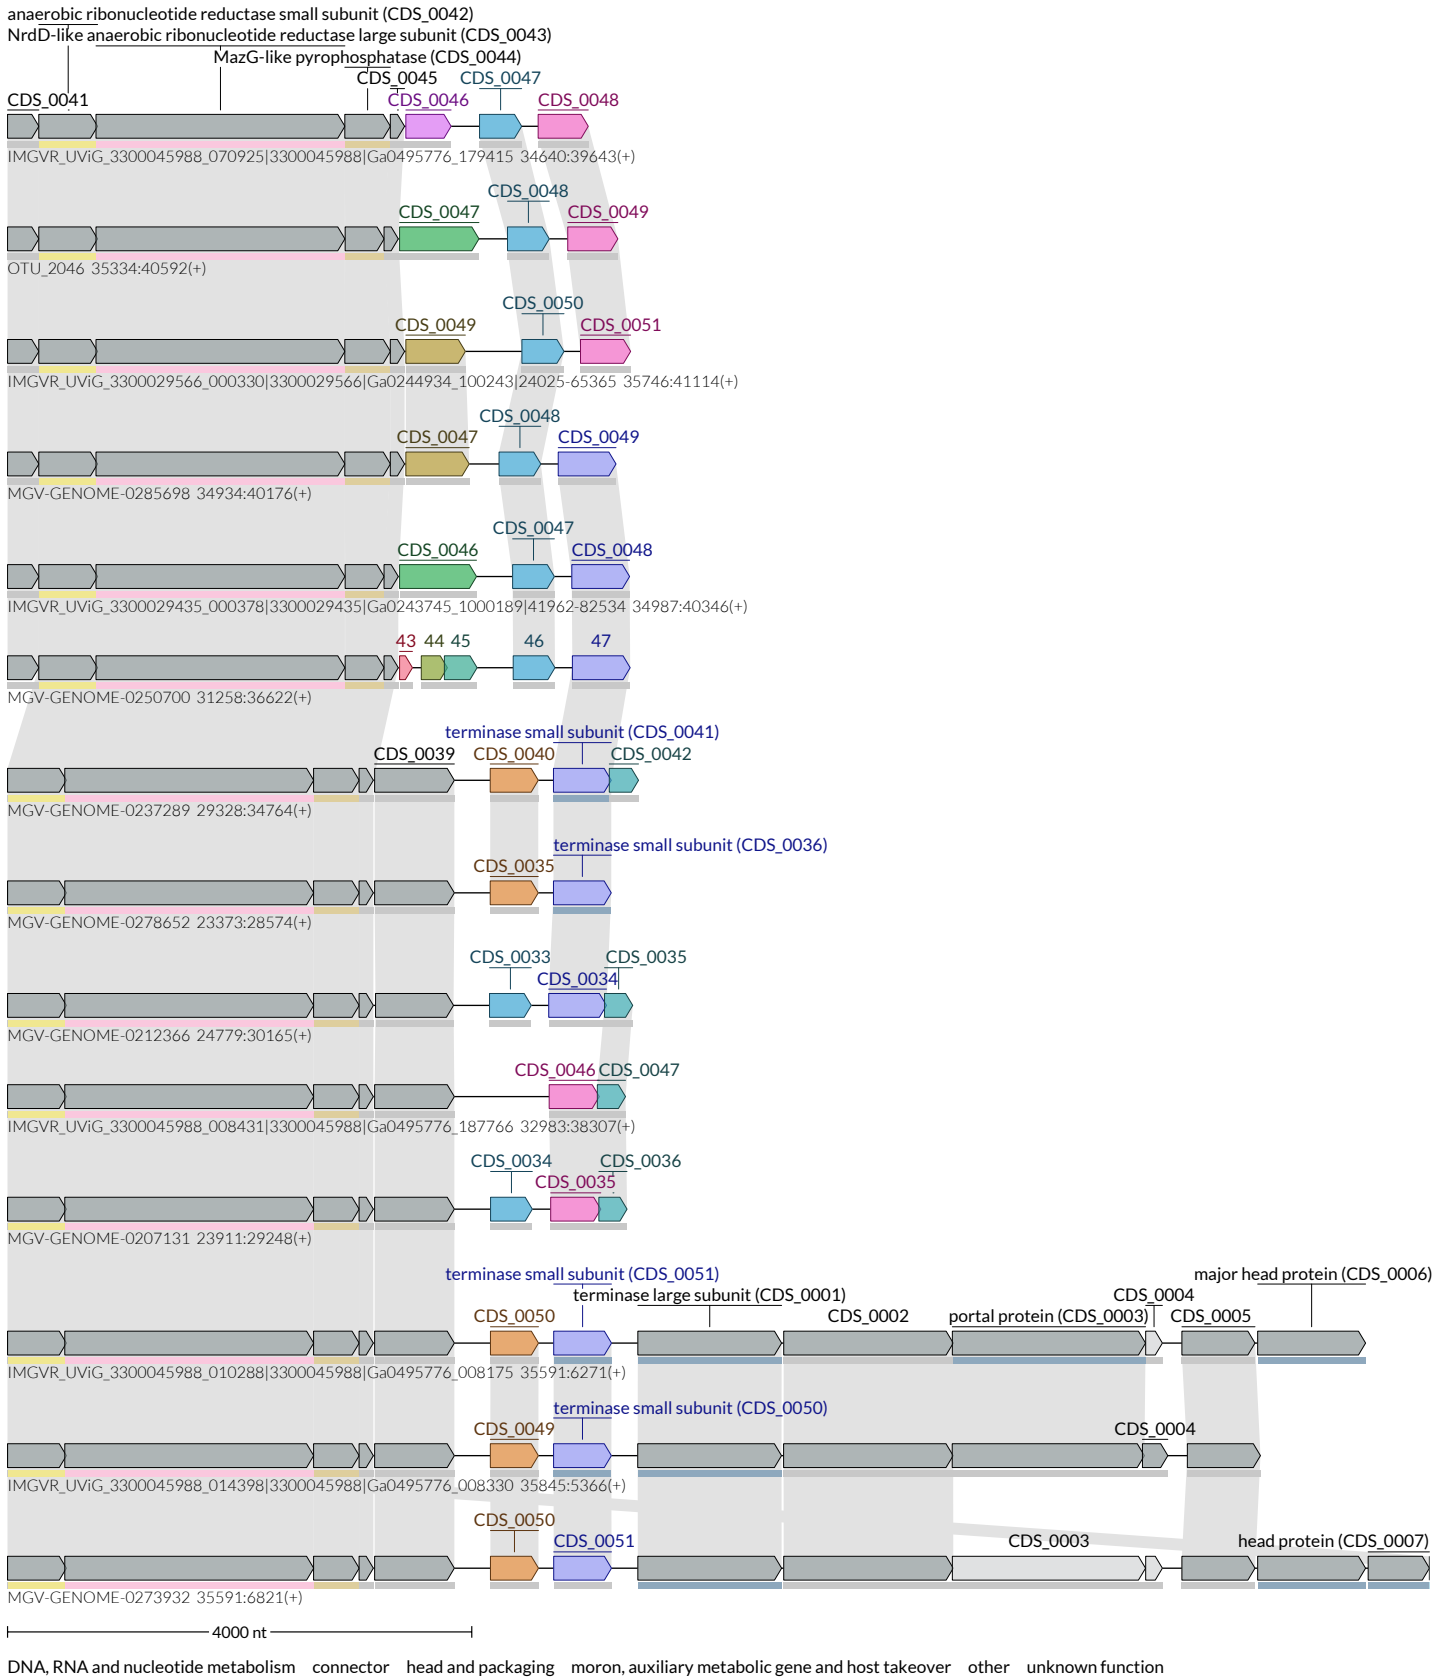 anaerobic ribonucleotide reductase small subunit (CDS_0042)
NrdD-like anaerobic ribonucleotide reductase large subunit (CDS_0043)
MazG-like pyrophosphatase (CDS_0044)
CDS_0045 CDS_0047
CDS_0041 CDS_0046 CDS_0048
IMGVR_UViG_3300045988_070925|3300045988|Ga0495776_179415 34640:39643(+)
CDS_0048
CDS_0047 CDS_0049
OTU_2046 35334:40592(+)
CDS_0050
CDS_0049 CDS_0051
IMGVR_UViG_3300029566_000330|3300029566|Ga0244934_100243|24025-65365 35746:41114(+)
CDS_0048
CDS_0047 CDS_0049
MGV-GENOME-0285698 34934:40176(+)
CDS_0047
CDS_0046 CDS_0048
IMGVR_UViG_3300029435_000378|3300029435|Ga0243745_1000189|41962-82534 34987:40346(+)
43 44 45 46 47
MGV-GENOME-0250700 31258:36622(+)
terminase small subunit (CDS_0041)
CDS_0039 CDS_0040 CDS_0042
MGV-GENOME-0237289 29328:34764(+)
terminase small subunit (CDS_0036)
CDS_0035
MGV-GENOME-0278652 23373:28574(+)
CDS_0033 CDS_0035
CDS_0034
MGV-GENOME-0212366 24779:30165(+)
CDS_0046 CDS_0047
IMGVR_UViG_3300045988_008431|3300045988|Ga0495776_187766 32983:38307(+)
CDS_0034 CDS_0036
CDS_0035
MGV-GENOME-0207131 23911:29248(+)
terminase small subunit (CDS_0051) major head protein (CDS_0006)
terminase large subunit (CDS_0001) CDS_0004
CDS_0050 CDS_0002 portal protein (CDS_0003) CDS_0005
IMGVR_UViG_3300045988_010288|3300045988|Ga0495776_008175 35591:6271(+)
terminase small subunit (CDS_0050)
CDS_0049 CDS_0004
IMGVR_UViG_3300045988_014398|3300045988|Ga0495776_008330 35845:5366(+)
CDS_0050
CDS_0051 CDS_0003 head protein (CDS_0007)
MGV-GENOME-0273932 35591:6821(+)
4000 nt
DNA, RNA and nucleotide metabolism connector head and packaging moron, auxiliary metabolic gene and host takeover other unknown function